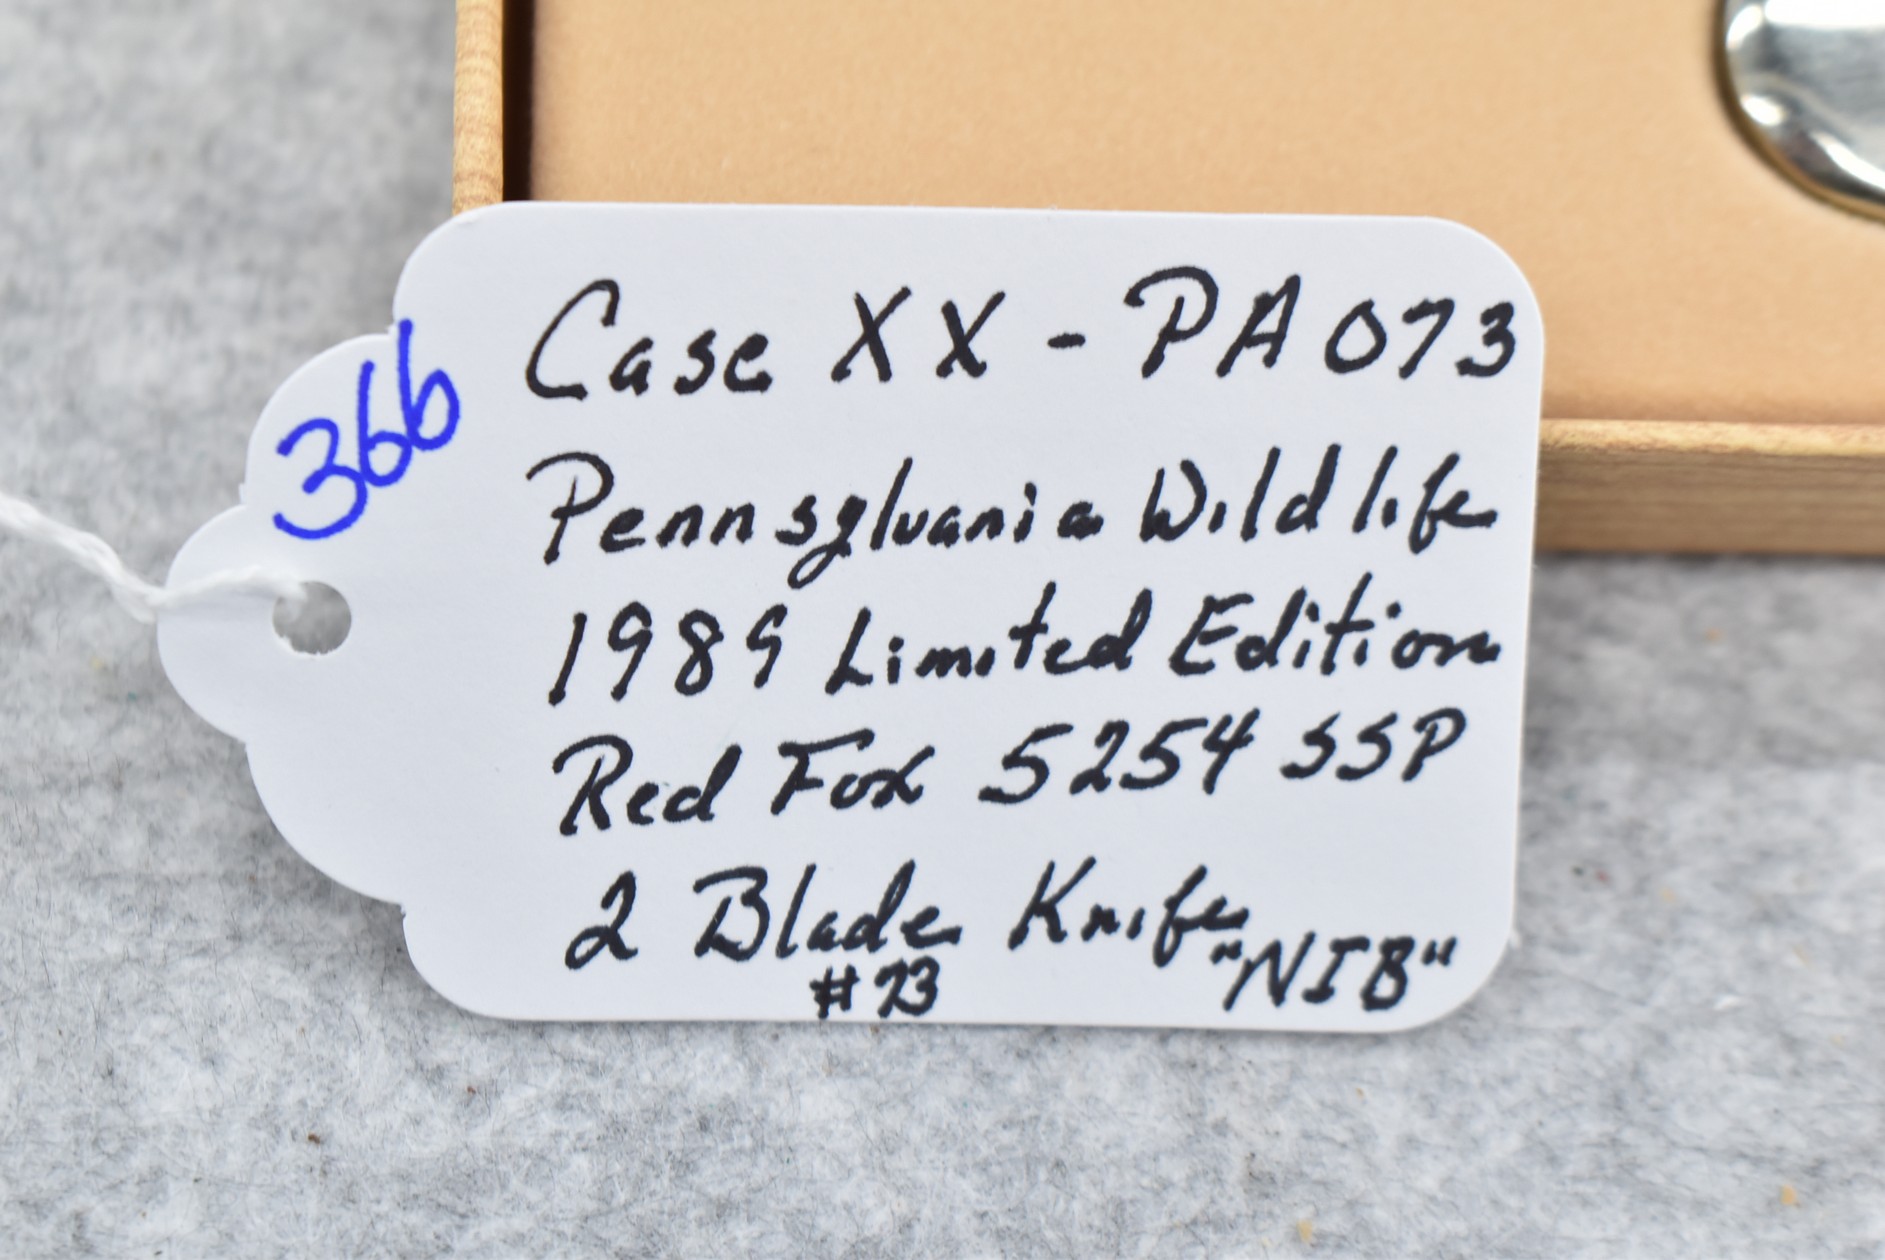 366
Case XX - PA073
Pennsylvania Wildlife
1989 Limited Edition
Red Fox 5254 SSP
2 Blade Knife
#73 "NIB"